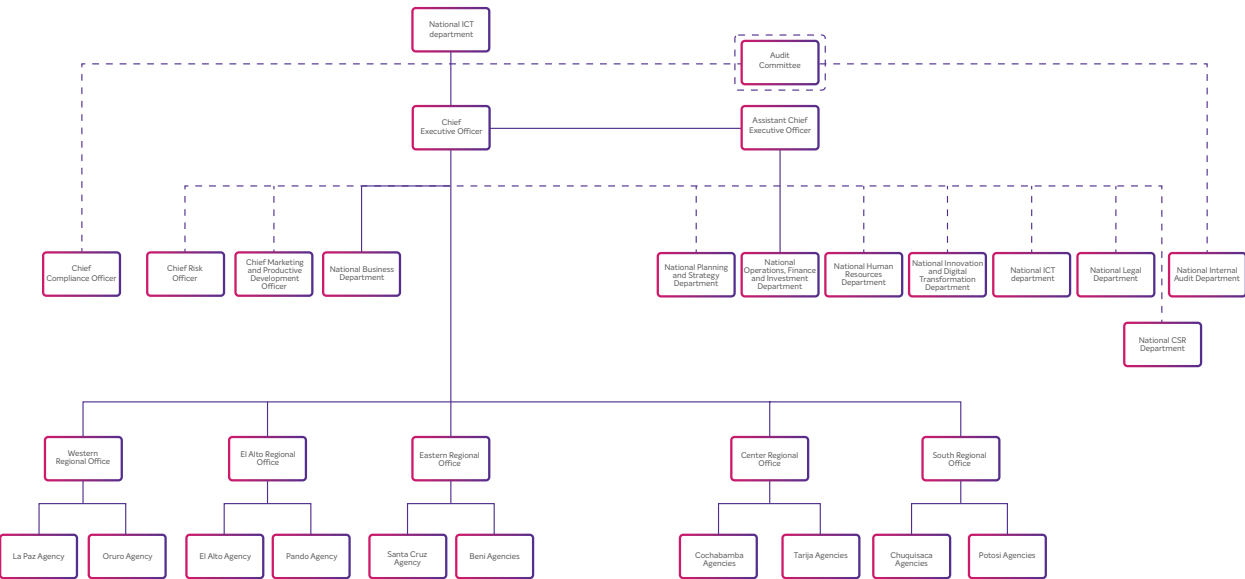 National ICT
department
Audit
Committee
Chief
Executive Officer
Assistant Chief
Executive Officer
Chief
Compliance Officer
Chief Risk
Officer
Chief Marketing
and Productive
Development
Officer
National Business
Department
National Planning
and Strategy
Department
National
Operations, Finance
and Investment
Department
National Human
Resources
Department
National Innovation
and Digital
Transformation
Department
National ICT
department
National Legal
Department
National Internal
Audit Department
National CSR
Department
Western
Regional Office
El Alto Regional
Office
Eastern Regional
Office
Center Regional
Office
South Regional
Office
La Paz Agency
Oruro Agency
El Alto Agency
Pando Agency
Santa Cruz
Agency
Beni Agencies
Cochabamba
Agencies
Tarija Agencies
Chuquisaca
Agencies
Potosi Agencies